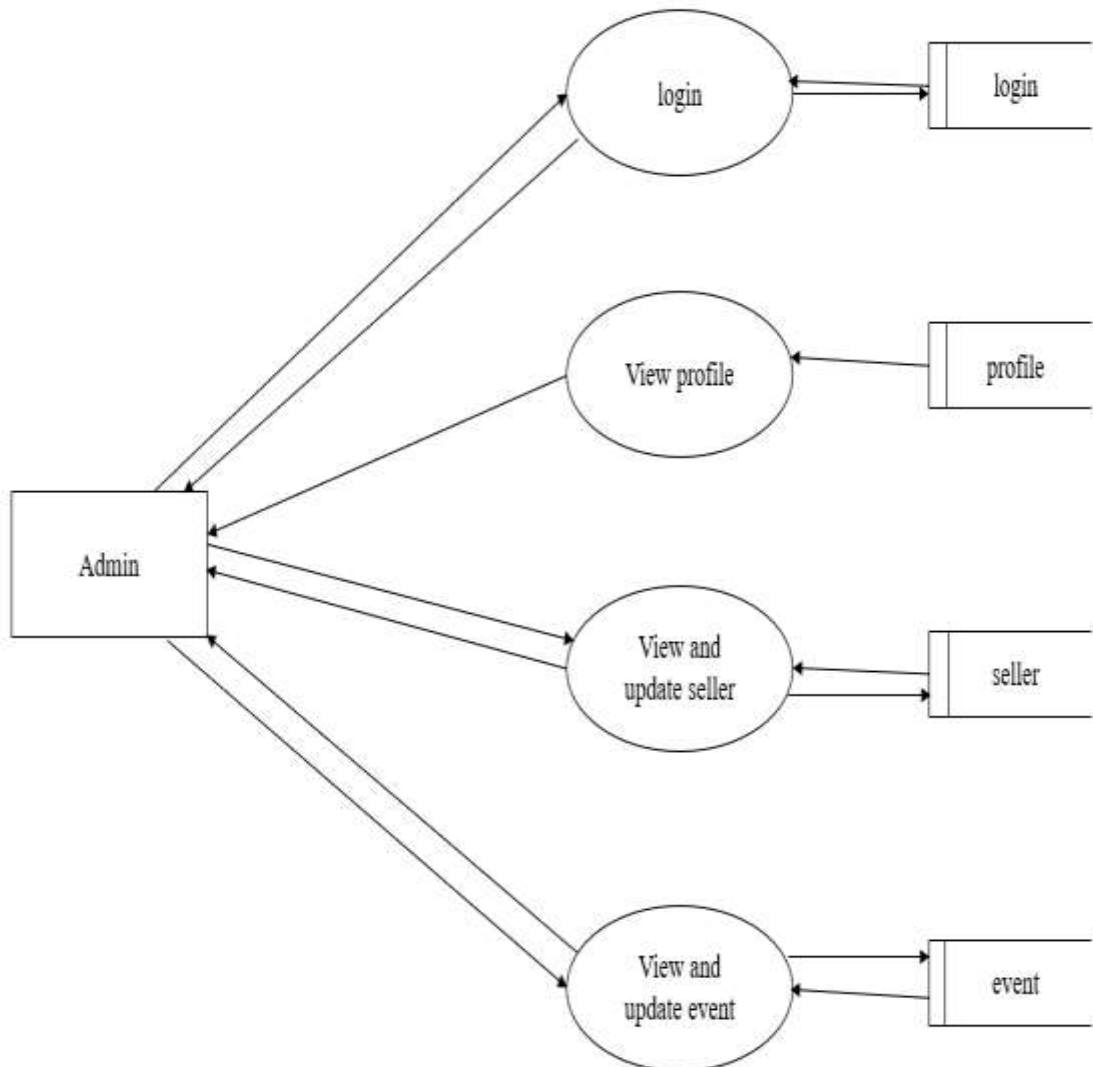 login
login
View profile
profile
Admin
View and
update seller
seller
View and
update event
event